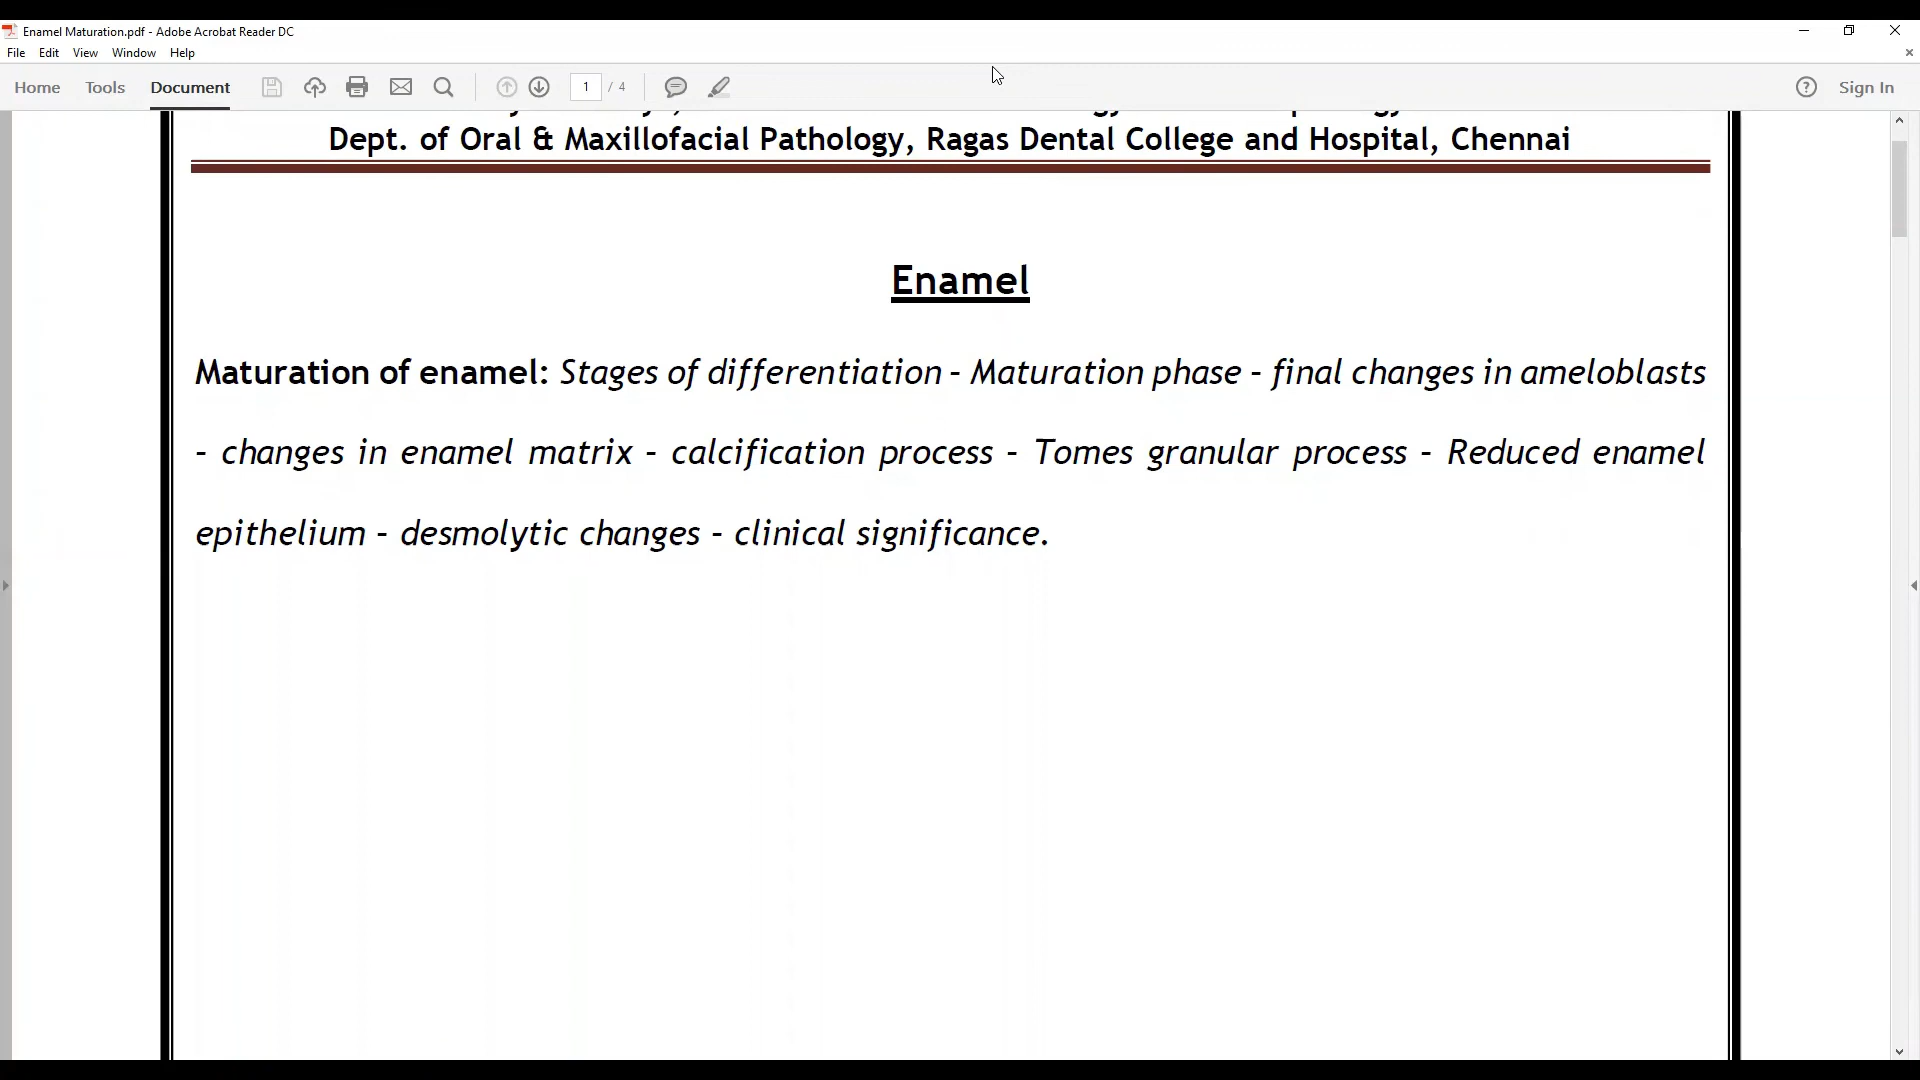 Enamel Maturation.pdf - Adobe Acrobat Reader DC
File Edit View Window Help
Home Tools Document 1 / 4 Sign In
Dept. of Oral & Maxillofacial Pathology, Ragas Dental College and Hospital, Chennai
Enamel
Maturation of enamel: Stages of differentiation – Maturation phase – final changes in ameloblasts
– changes in enamel matrix – calcification process – Tomes granular process – Reduced enamel
epithelium – desmolytic changes – clinical significance.